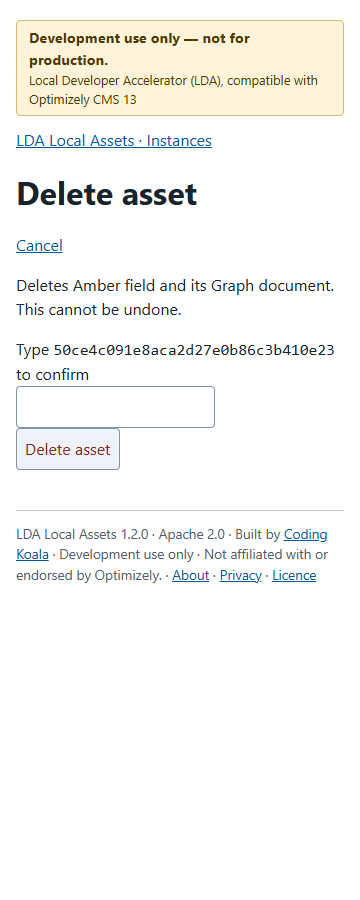 Development use only — not for
production.
Local Developer Accelerator (LDA), compatible with
Optimizely CMS 13
LDA Local Assets · Instances
Delete asset
Cancel
Deletes Amber field and its Graph document.
This cannot be undone.
Type 50ce4c091e8aca2d27e0b86c3b410e23
to confirm
Delete asset
LDA Local Assets 1.2.0 · Apache 2.0 · Built by Coding
Koala · Development use only · Not affiliated with or
endorsed by Optimizely. · About · Privacy · Licence